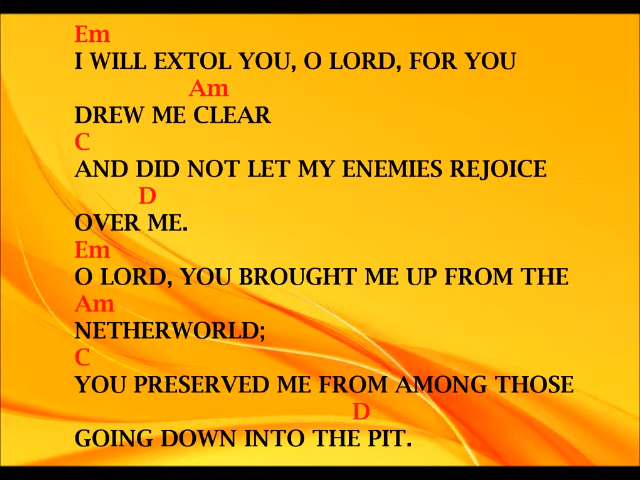 Em
I WILL EXTOL YOU, O LORD, FOR YOU
Am
DREW ME CLEAR
C
AND DID NOT LET MY ENEMIES REJOICE
D
OVER ME.
Em
O LORD, YOU BROUGHT ME UP FROM THE
Am
NETHERWORLD;
C
YOU PRESERVED ME FROM AMONG THOSE
D
GOING DOWN INTO THE PIT.